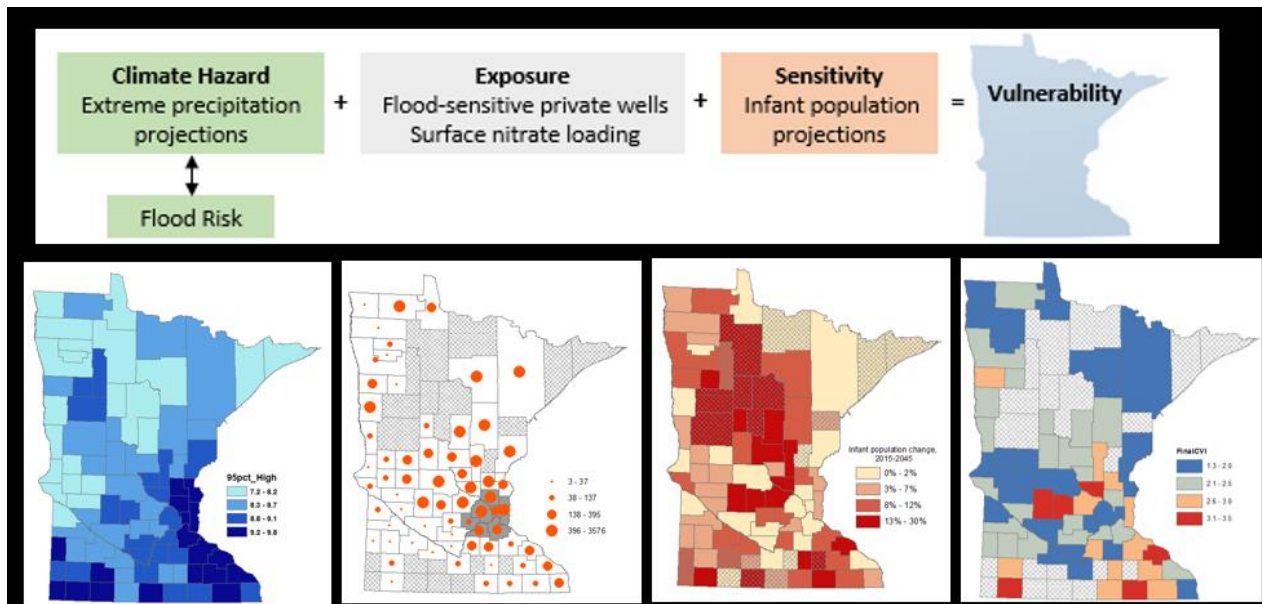 Climate Hazard
Extreme precipitation
projections
+
Exposure
Flood-sensitive private wells
Surface nitrate loading
+
Sensitivity
Infant population
projections
=
Vulnerability
Flood Risk
95pct_High
7.2 - 8.2
8.3 - 8.7
8.8 - 9.1
9.2 - 9.8
3 - 37
38 - 137
138 - 395
396 - 3576
Infant population change,
2015-2045
0% - 2%
3% - 7%
8% - 12%
13% - 30%
FinalCVI
1.3 - 2.0
2.1 - 2.5
2.6 - 3.0
3.1 - 3.5